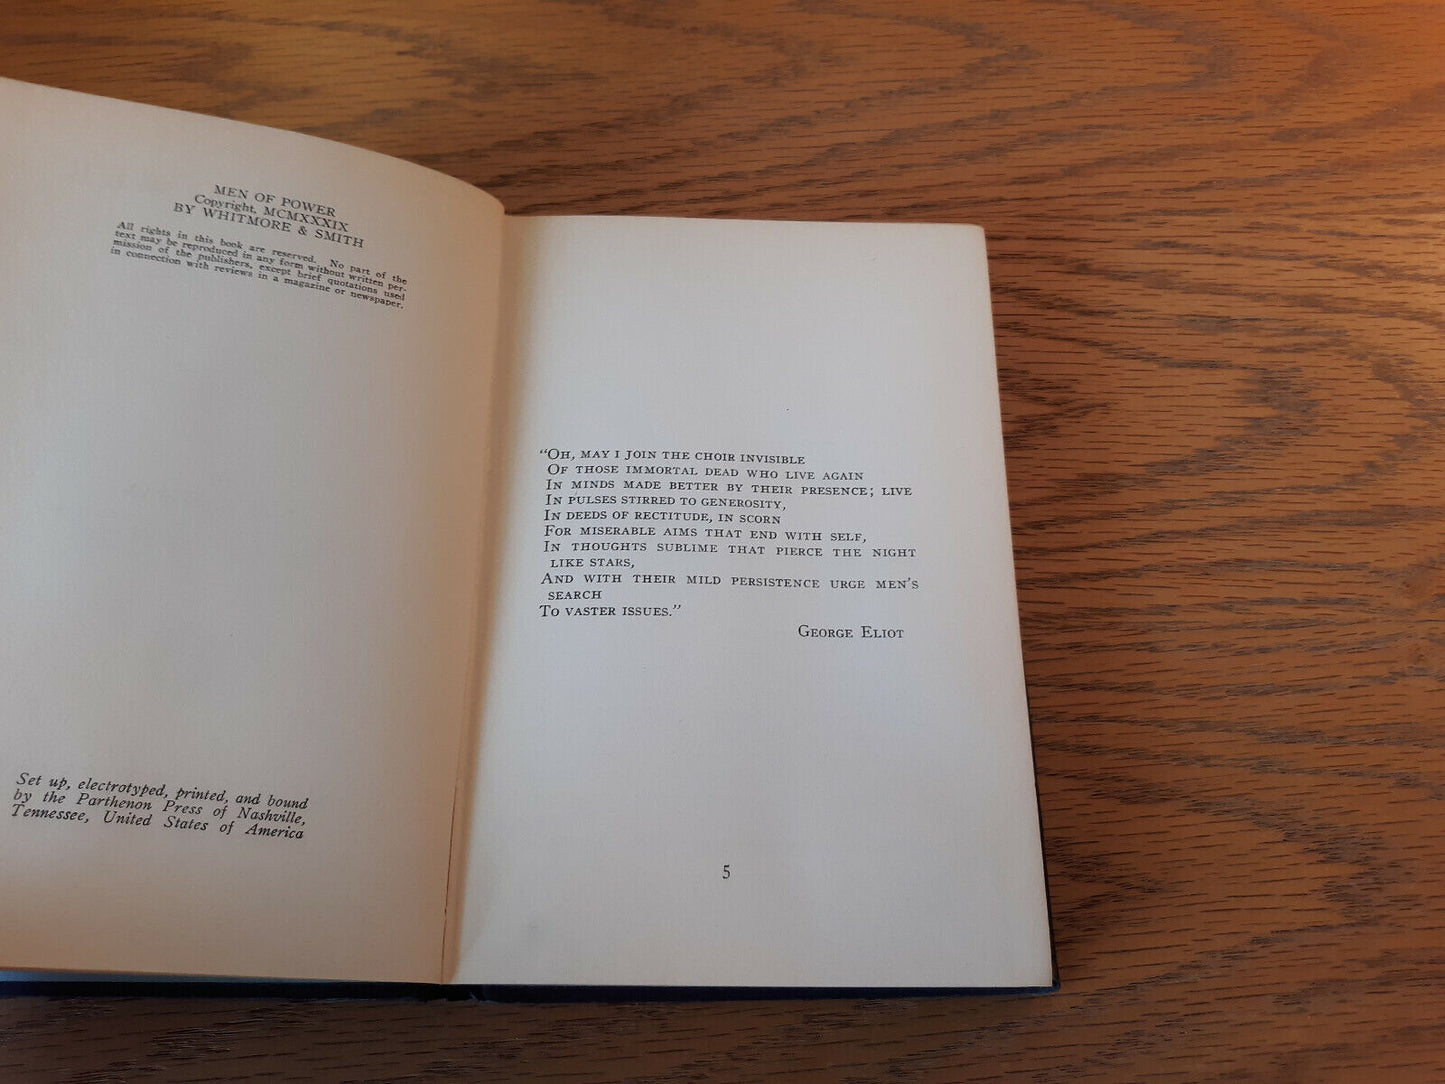 MEN OF POWER
Copyright, MCMXXXIX
BY WHITMORE & SMITH
All rights in this book are reserved. No part of the
text may be reproduced in any form without written per-
mission of the publishers, except brief quotations used
in connection with reviews in a magazine or newspaper.
Set up, electrotyped, printed, and bound
by the Parthenon Press of Nashville,
Tennessee, United States of America
"OH, MAY I JOIN THE CHOIR INVISIBLE
OF THOSE IMMORTAL DEAD WHO LIVE AGAIN
IN MINDS MADE BETTER BY THEIR PRESENCE; LIVE
IN PULSES STIRRED TO GENEROSITY,
IN DEEDS OF RECTITUDE, IN SCORN
FOR MISERABLE AIMS THAT END WITH SELF,
IN THOUGHTS SUBLIME THAT PIERCE THE NIGHT
LIKE STARS,
AND WITH THEIR MILD PERSISTENCE URGE MEN'S
SEARCH
TO VASTER ISSUES."
GEORGE ELIOT
5